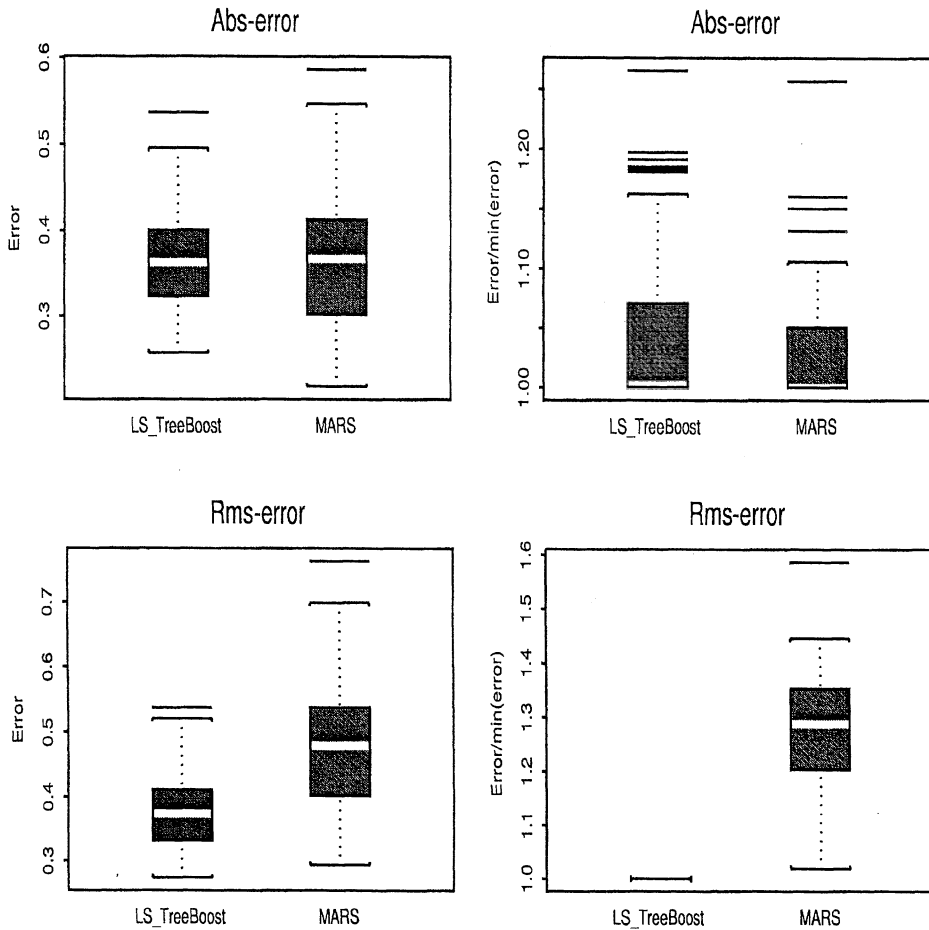 Abs-error
Error
0.6
0.5
0.4
0.3
LS_TreeBoost
MARS
Abs-error
Error/min(error)
1.20
1.10
1.00
LS_TreeBoost
MARS
Rms-error
Error
0.7
0.6
0.5
0.4
0.3
LS_TreeBoost
MARS
Rms-error
Error/min(error)
1.6
1.5
1.4
1.3
1.2
1.1
1.0
LS_TreeBoost
MARS